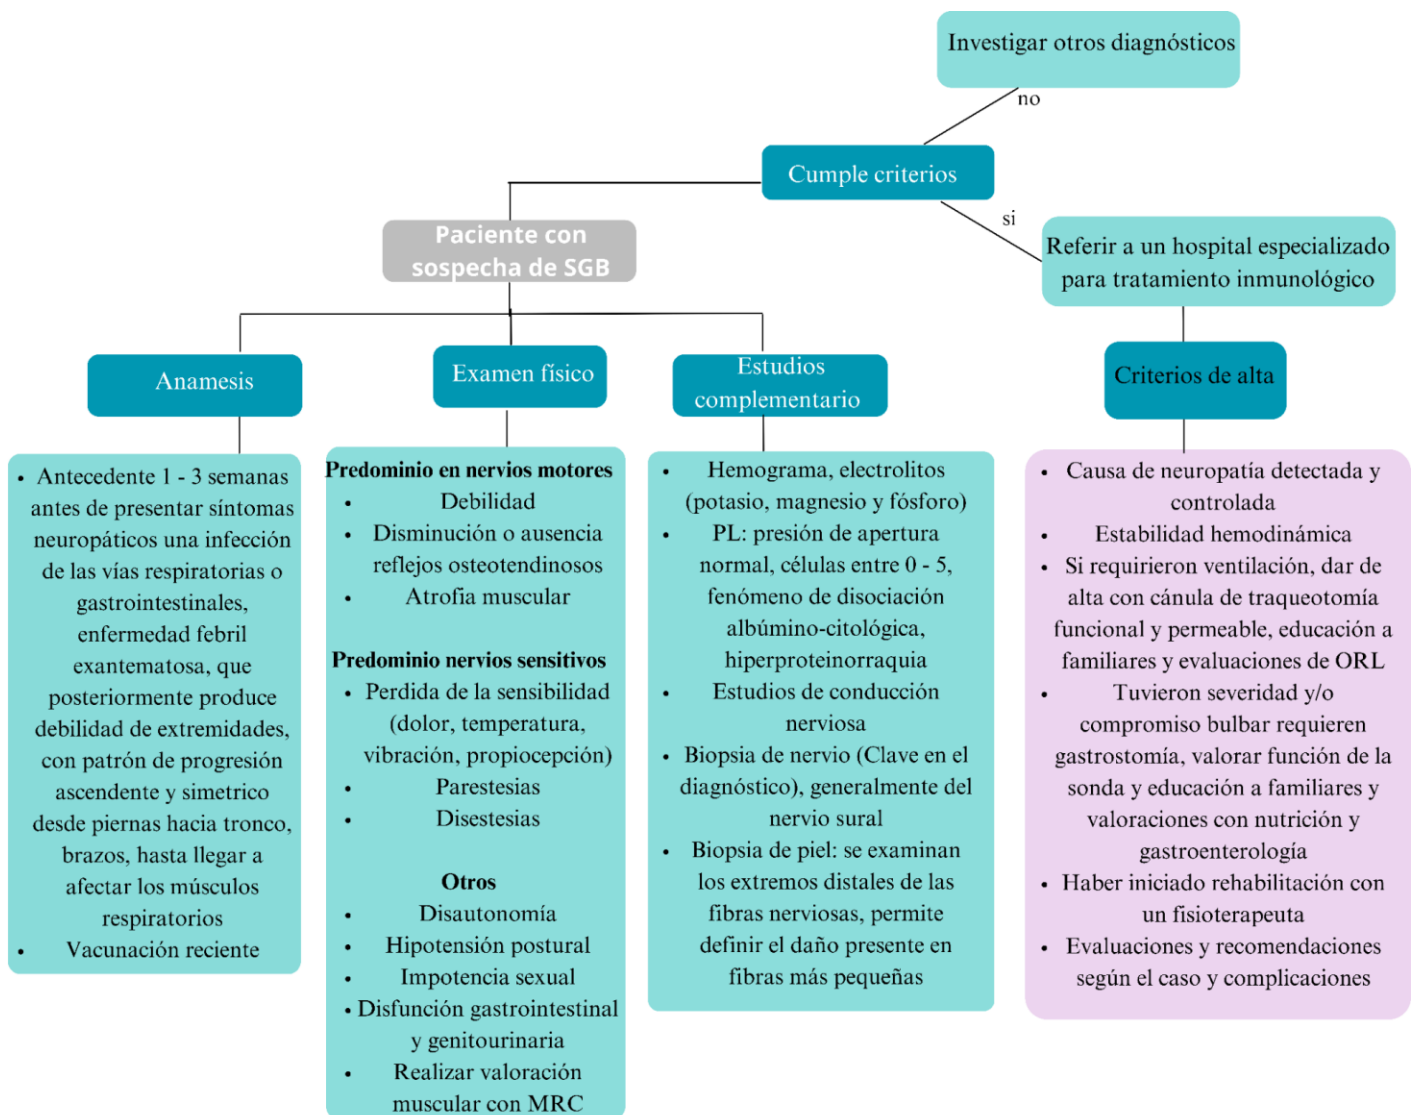 Investigar otros diagnósticos
no
Cumple criterios
si
Paciente con
sospecha de SGB
Referir a un hospital especializado
para tratamiento inmunológico
Anamesis
Examen físico
Estudios
complementario
Criterios de alta
• Antecedente 1 - 3 semanas
antes de presentar síntomas
neuropáticos una infección
de las vías respiratorias o
gastrointestinales,
enfermedad febril
exantematosa, que
posteriormente produce
debilidad de extremidades,
con patrón de progresión
ascendente y simetrico
desde piernas hacia tronco,
brazos, hasta llegar a
afectar los músculos
respiratorios
• Vacunación reciente
Predominio en nervios motores
• Debilidad
• Disminución o ausencia
reflejos osteotendinosos
• Atrofia muscular
Predominio nervios sensitivos
• Perdida de la sensibilidad
(dolor, temperatura,
vibración, propiocepción)
• Parestesias
• Disestesias
Otros
• Disautonomía
• Hipotensión postural
• Impotencia sexual
• Disfunción gastrointestinal
y genitourinaria
• Realizar valoración
muscular con MRC
• Hemograma, electrolitos
(potasio, magnesio y fósforo)
• PL: presión de apertura
normal, células entre 0 - 5,
fenómeno de disociación
albúmino-citológica,
hiperproteinorraquia
• Estudios de conducción
nerviosa
• Biopsia de nervio (Clave en el
diagnóstico), generalmente del
nervio sural
• Biopsia de piel: se examinan
los extremos distales de las
fibras nerviosas, permite
definir el daño presente en
fibras más pequeñas
• Causa de neuropatía detectada y
controlada
• Estabilidad hemodinámica
• Si requirieron ventilación, dar de
alta con cánula de traqueotomía
funcional y permeable, educación a
familiares y evaluaciones de ORL
• Tuvieron severidad y/o
compromiso bulbar requieren
gastrostomía, valorar función de la
sonda y educación a familiares y
valoraciones con nutrición y
gastroenterología
• Haber iniciado rehabilitación con
un fisioterapeuta
• Evaluaciones y recomendaciones
según el caso y complicaciones